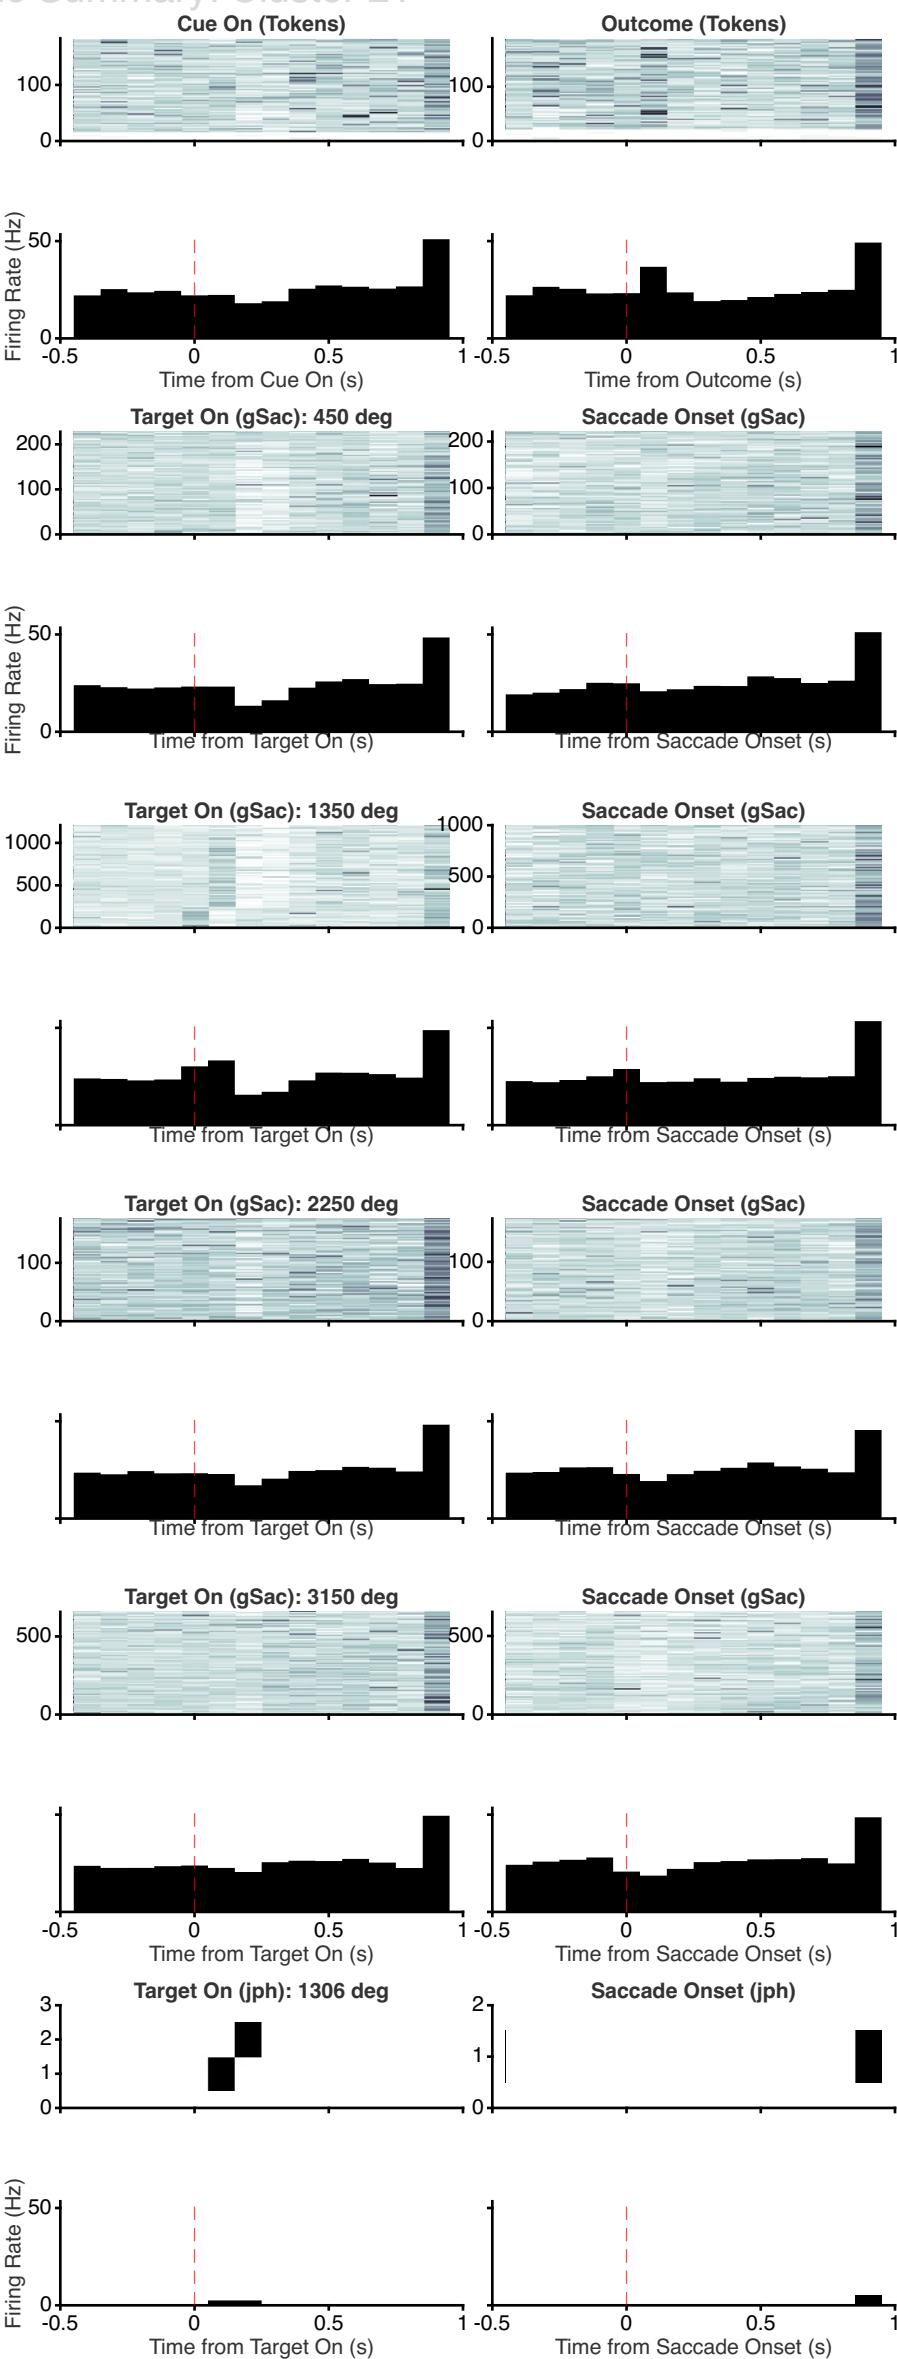 Summary: Cluster
Cue On (Tokens) Outcome (Tokens)
100 100
0 0
Firing Rate (Hz)
50
0
-0.5 0 0.5 1 -0.5 0 0.5 1
Time from Cue On (s) Time from Outcome (s)
Target On (gSac): 450 deg Saccade Onset (gSac)
200 200
100 100
0 0
Firing Rate (Hz)
50
0
Time from Target On (s) Time from Saccade Onset (s)
Target On (gSac): 1350 deg Saccade Onset (gSac)
1000 1000
500 500
0 0
Time from Target On (s) Time from Saccade Onset (s)
Target On (gSac): 2250 deg Saccade Onset (gSac)
100 100
0 0
Time from Target On (s) Time from Saccade Onset (s)
Target On (gSac): 3150 deg Saccade Onset (gSac)
500 500
0 0
-0.5 0 0.5 1 -0.5 0 0.5 1
Time from Target On (s) Time from Saccade Onset (s)
Target On (jph): 1306 deg Saccade Onset (jph)
3 2
2
1 1
0 0
Firing Rate (Hz)
50
0
-0.5 0 0.5 1 -0.5 0 0.5 1
Time from Target On (s) Time from Saccade Onset (s)